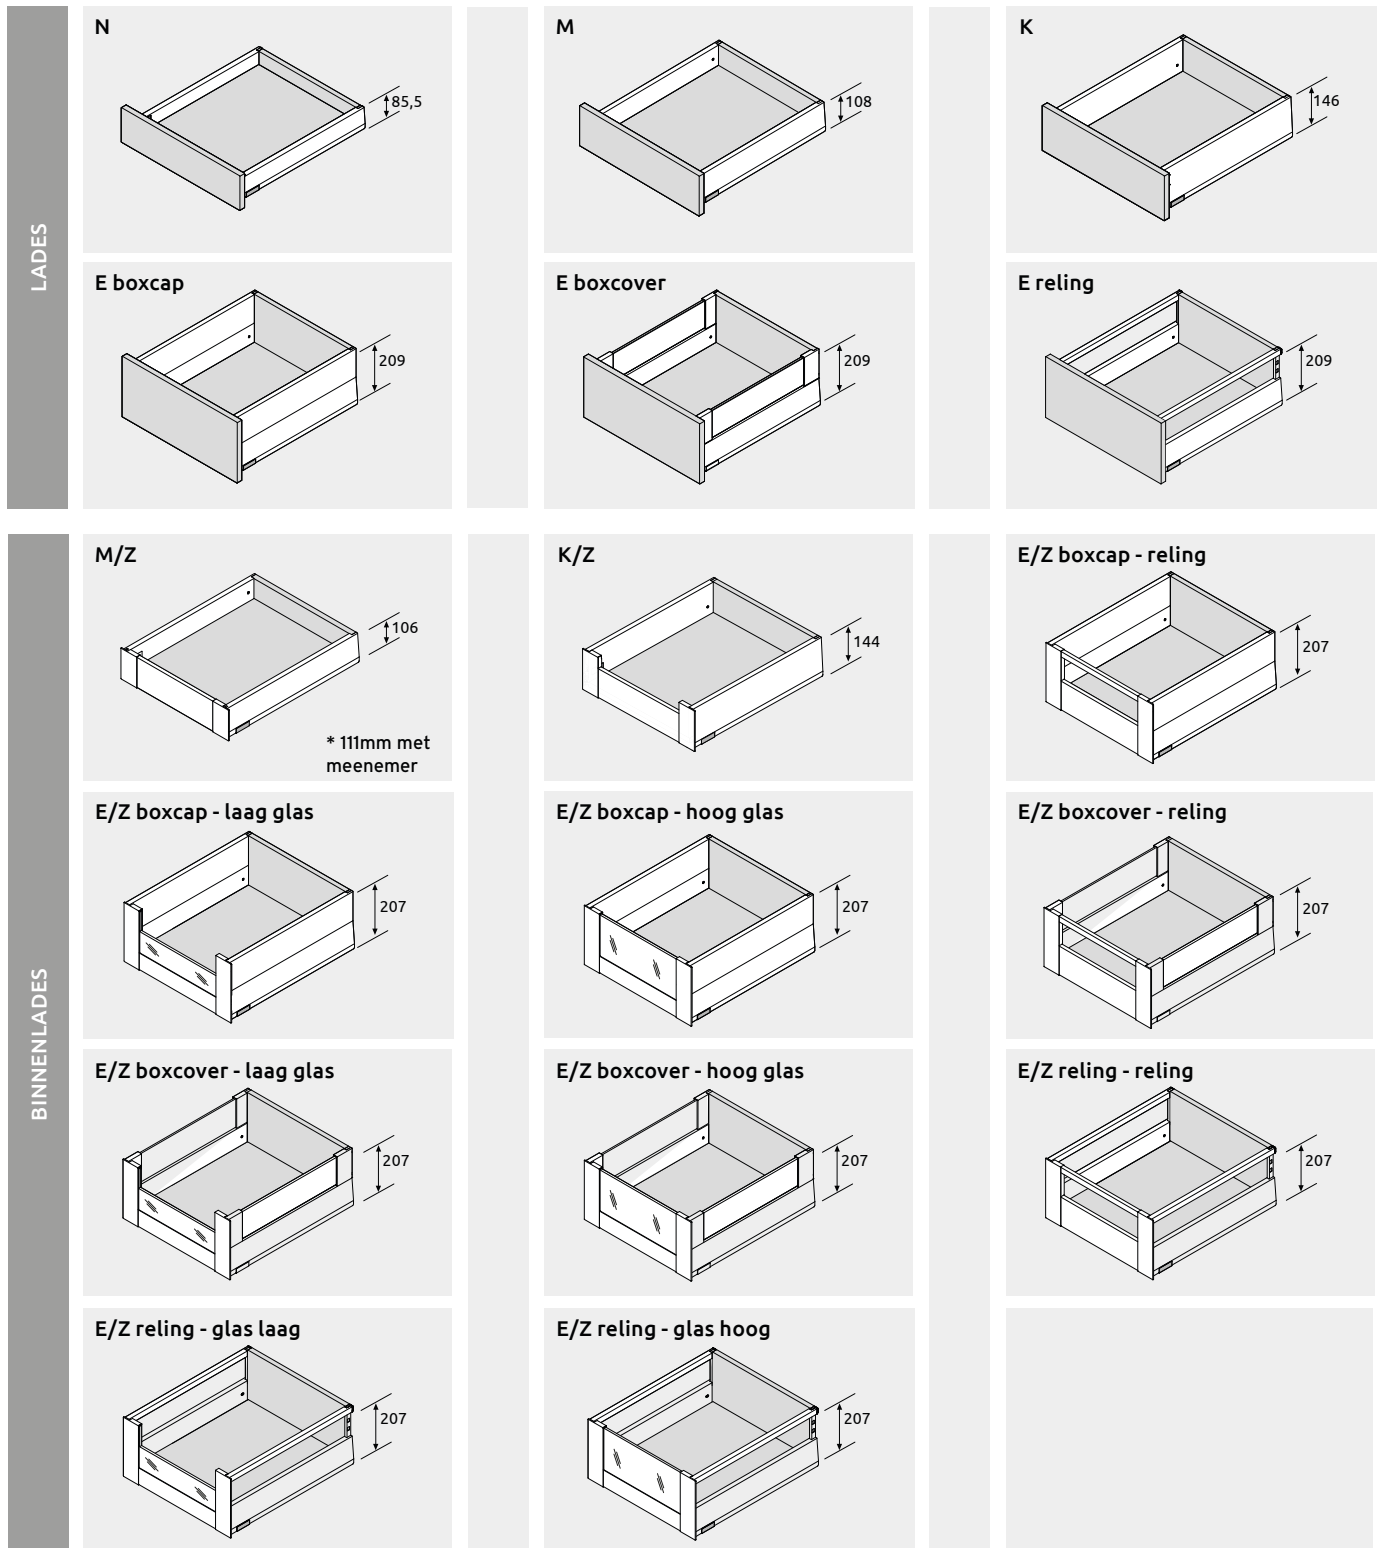 LADES
N
85,5
M
108
K
146
E boxcap
209
E boxcover
209
E reling
209
BINNENLADES
M/Z
106
* 111mm met
meenemer
K/Z
144
E/Z boxcap - reling
207
E/Z boxcap - laag glas
207
E/Z boxcap - hoog glas
207
E/Z boxcover - reling
207
E/Z boxcover - laag glas
207
E/Z boxcover - hoog glas
207
E/Z reling - reling
207
E/Z reling - glas laag
207
E/Z reling - glas hoog
207